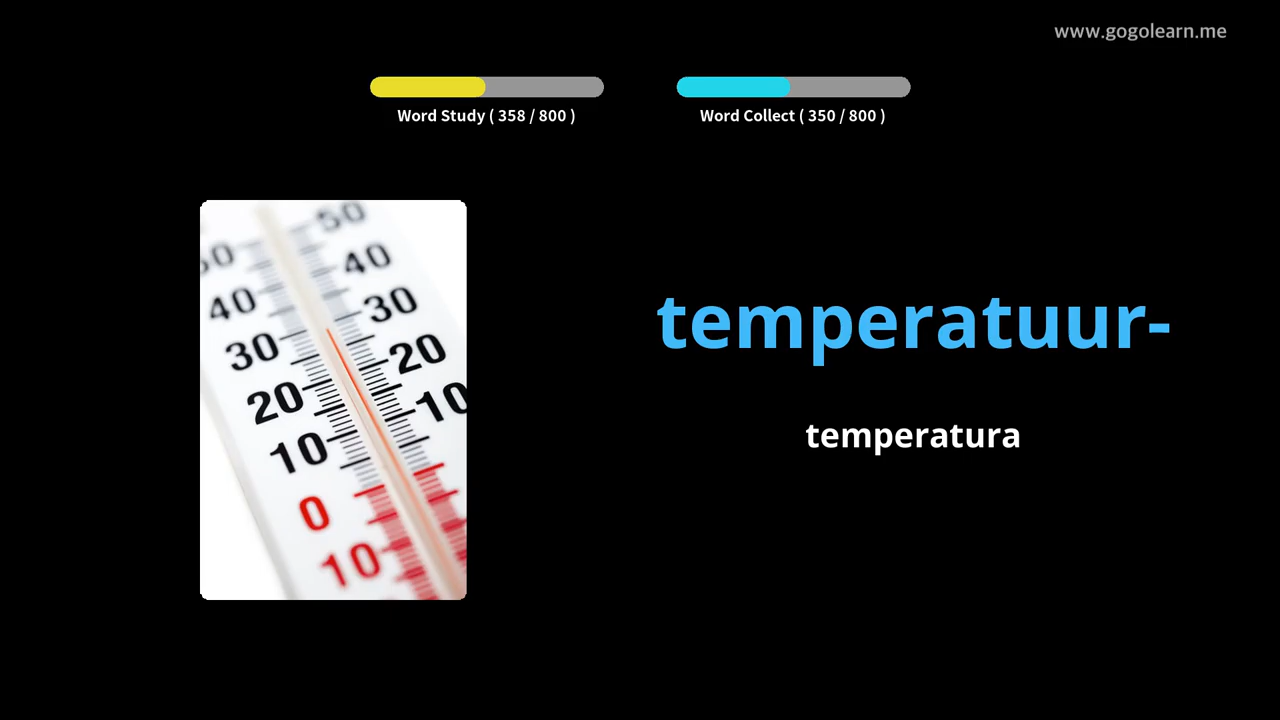 www.gogolearn.me
Word Study ( 358 / 800 )
Word Collect ( 350 / 800 )
50
50
40
40
30
30
20
20
10
10
0
10
temperatuur-
temperatura